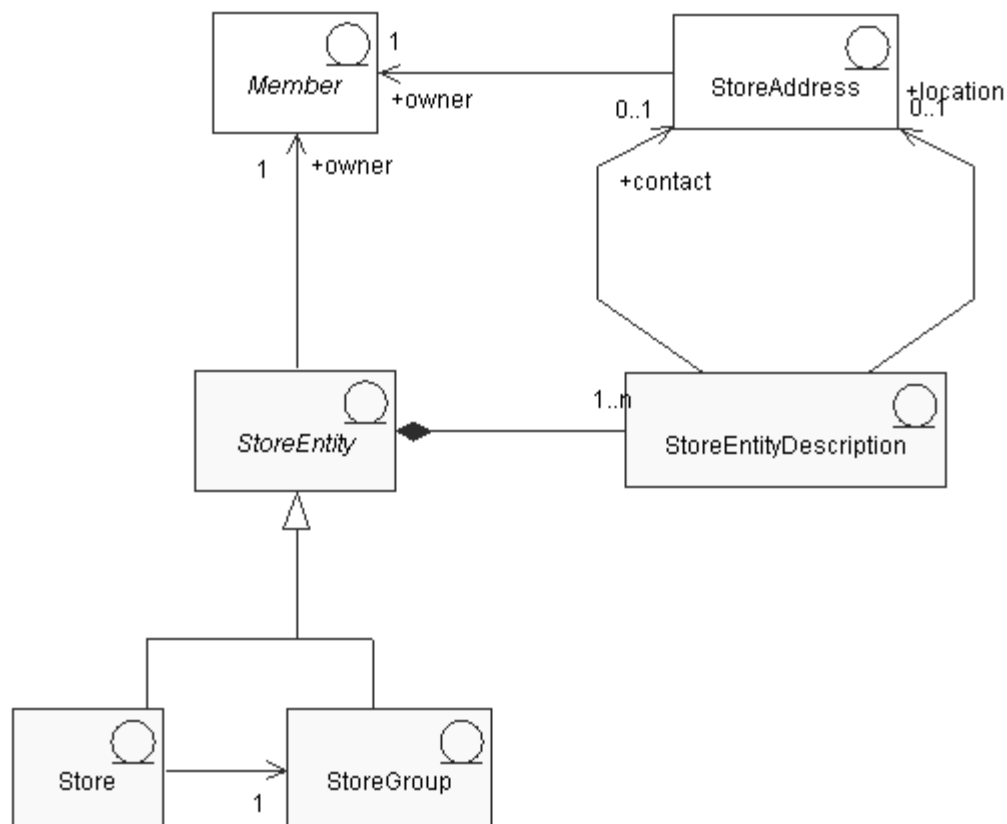 1
Member
+owner
StoreAddress
+location
0..1
0..1
1
+owner
+contact
StoreEntity
1..n
StoreEntityDescription
Store
1
StoreGroup